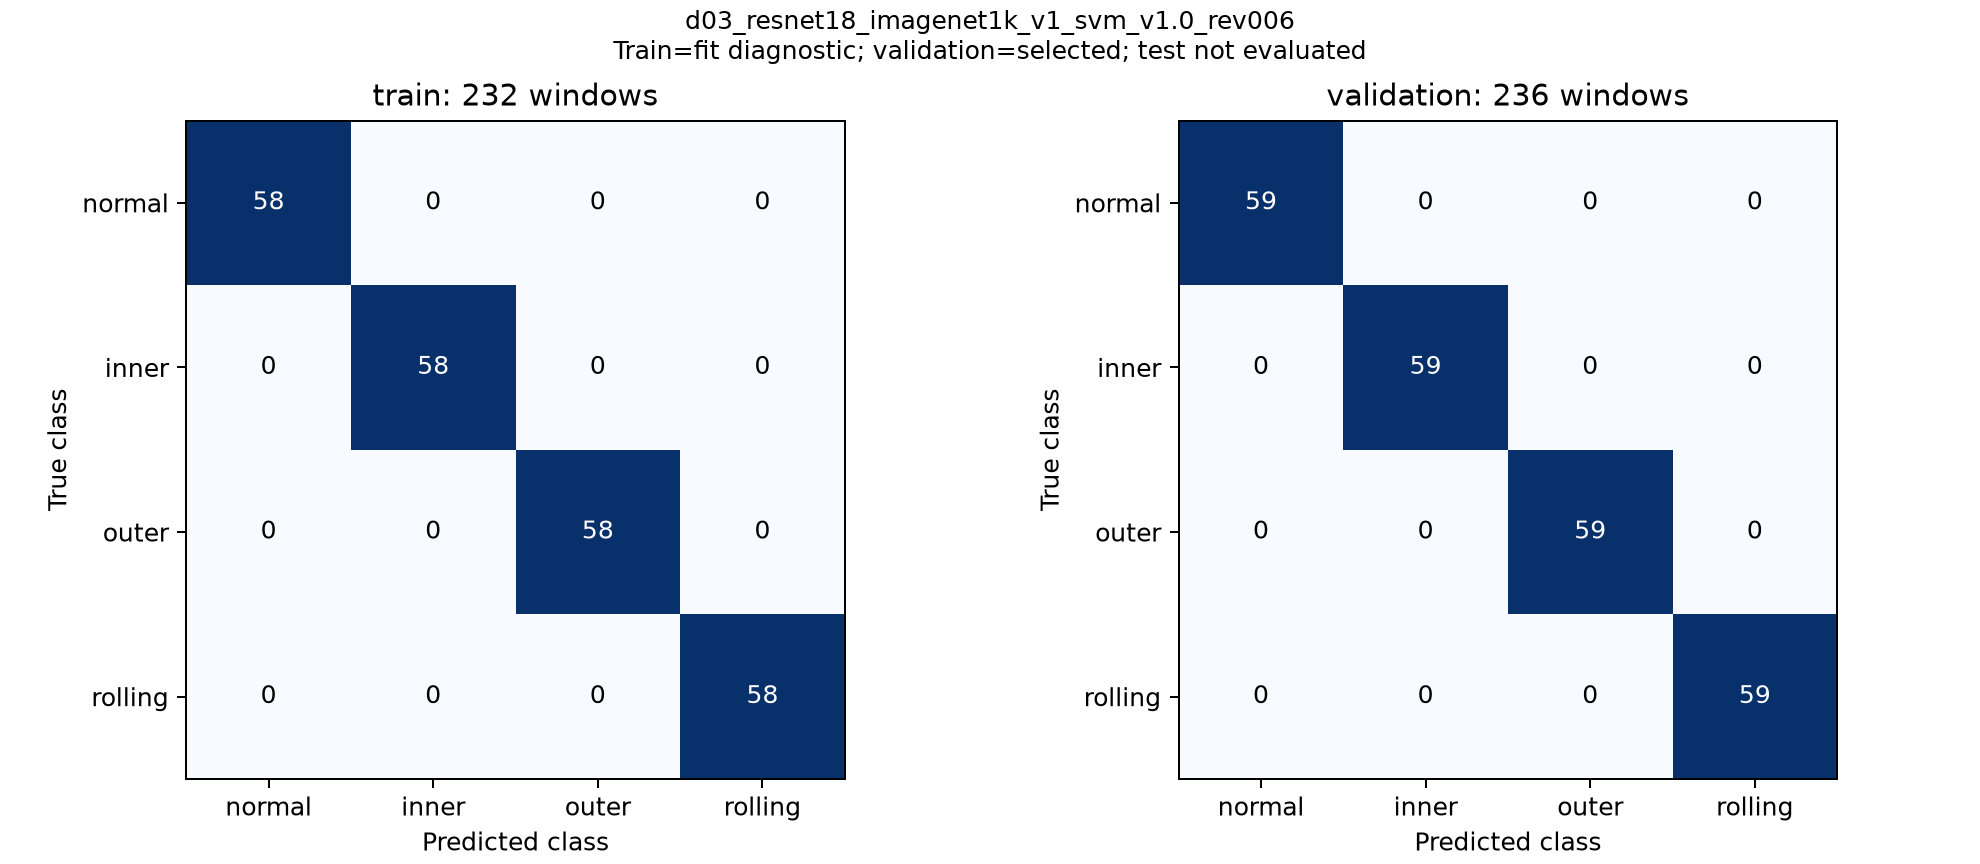 d03_resnet18_imagenet1k_v1_svm_v1.0_rev006
Train=fit diagnostic; validation=selected; test not evaluated
train: 232 windows
True class
normal 58 0 0 0
inner 0 58 0 0
outer 0 0 58 0
rolling 0 0 0 58
normal inner outer rolling
Predicted class
validation: 236 windows
True class
normal 59 0 0 0
inner 0 59 0 0
outer 0 0 59 0
rolling 0 0 0 59
normal inner outer rolling
Predicted class